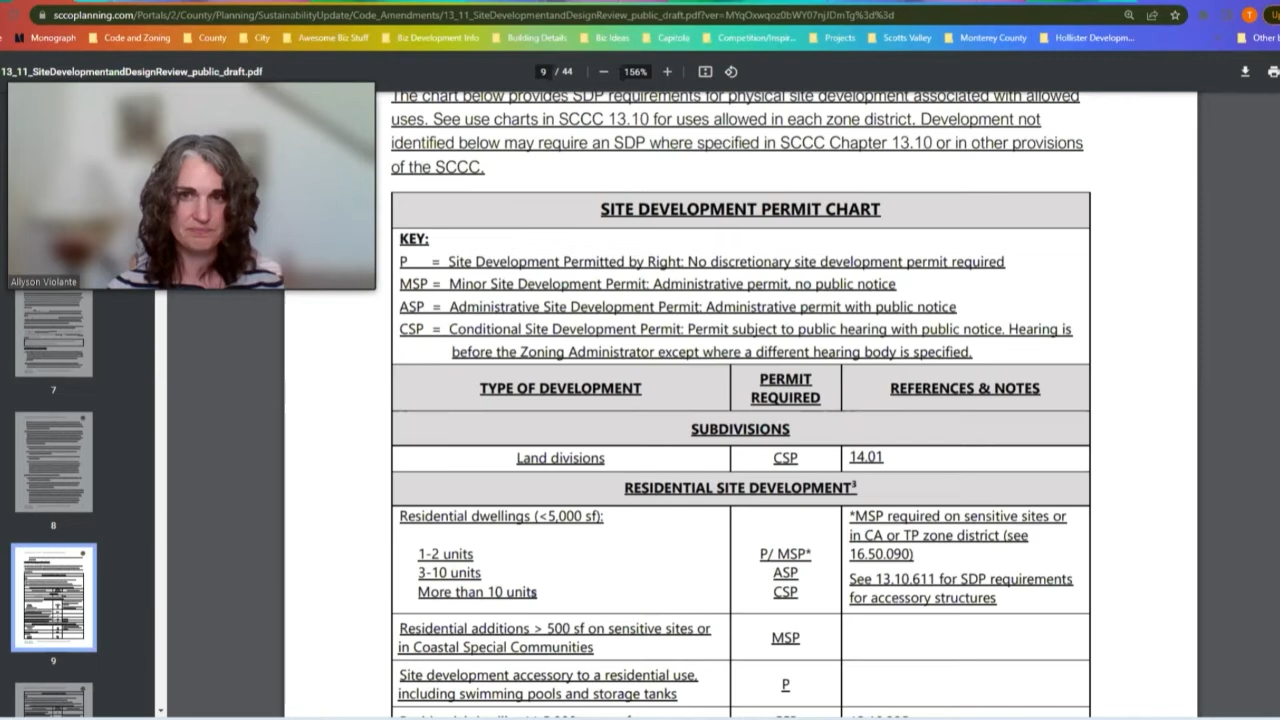 sccoplanning.com/Portals/2/County/Planning/SustainabilityUpdate/Code_Amendments/13_11_SiteDevelopmentandDesignReview_public_draft.pdf?ver=MYqOxwqoz0bWY07njJDmTg%3d%3d
Monograph Code and Zoning County City Awesome Biz Stuff Biz Development Info Building Details Biz Ideas Capitola Competition/Inspir... Projects Scotts Valley Monterey County Hollister Developm... Other b
13_11_SiteDevelopmentandDesignReview_public_draft.pdf 9 / 44 156%
Allyson Violante
7
8
9
The chart below provides SDP requirements for physical site development associated with allowed
uses. See use charts in SCCC 13.10 for uses allowed in each zone district. Development not
identified below may require an SDP where specified in SCCC Chapter 13.10 or in other provisions
of the SCCC.
SITE DEVELOPMENT PERMIT CHART
KEY:
P = Site Development Permitted by Right: No discretionary site development permit required
MSP = Minor Site Development Permit: Administrative permit, no public notice
ASP = Administrative Site Development Permit: Administrative permit with public notice
CSP = Conditional Site Development Permit: Permit subject to public hearing with public notice. Hearing is
before the Zoning Administrator except where a different hearing body is specified.
TYPE OF DEVELOPMENT
PERMIT
REQUIRED
REFERENCES & NOTES
SUBDIVISIONS
Land divisions CSP 14.01
RESIDENTIAL SITE DEVELOPMENT³
Residential dwellings (<5,000 sf):
1-2 units
3-10 units
More than 10 units
P/ MSP*
ASP
CSP
*MSP required on sensitive sites or
in CA or TP zone district (see
16.50.090)
See 13.10.611 for SDP requirements
for accessory structures
Residential additions > 500 sf on sensitive sites or
in Coastal Special Communities
MSP
Site development accessory to a residential use,
including swimming pools and storage tanks
P